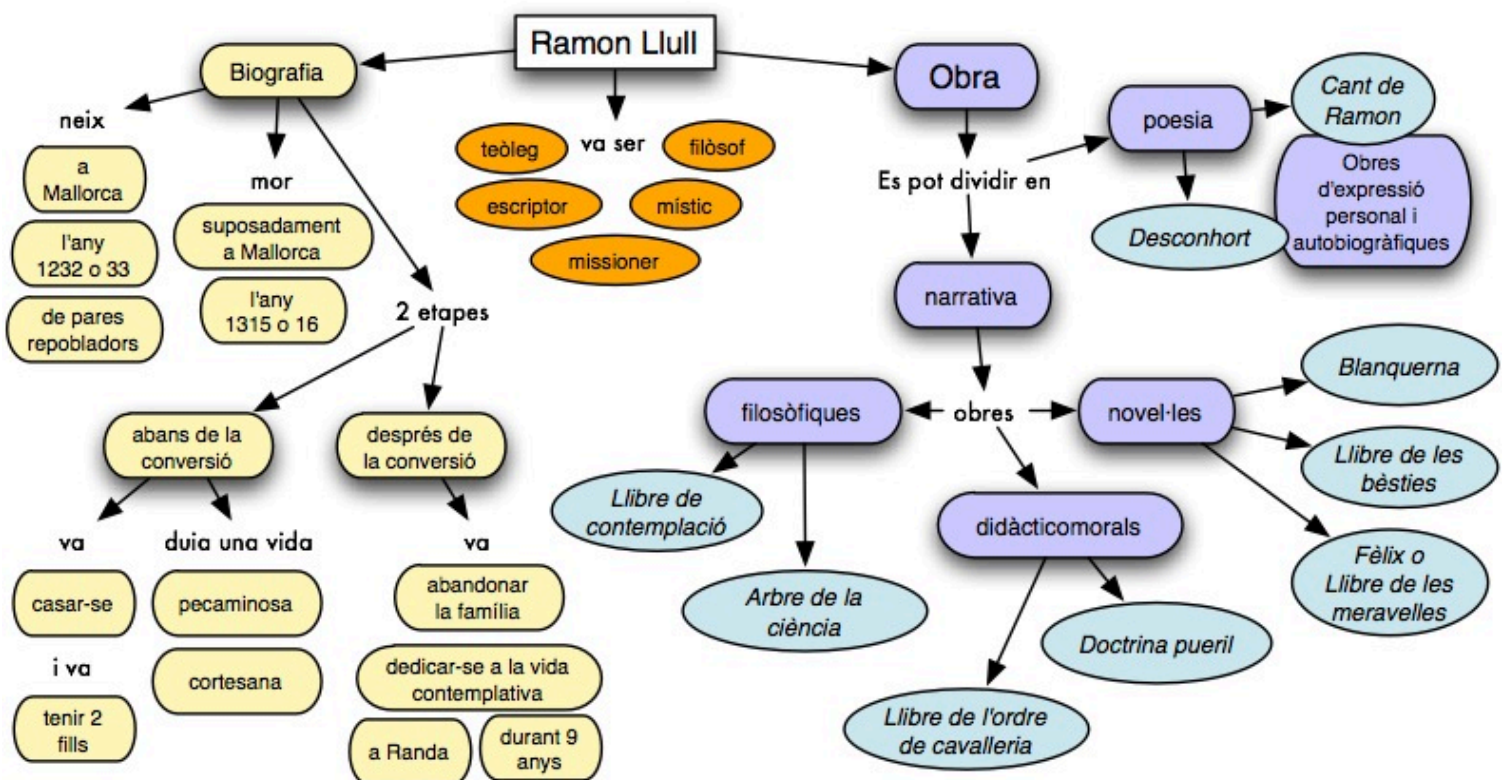 Ramon Llull
Biografia
neix
a
Mallorca
l'any
1232 o 33
de pares
repobladors
mor
suposadament
a Mallorca
l'any
1315 o 16
2 etapes
abans de la
conversió
va
casar-se
i va
tenir 2
fills
duia una vida
pecaminosa
cortesana
després de
la conversió
va
abandonar
la família
dedicar-se a la vida
contemplativa
a Randa
durant 9
anys
va ser
teòleg
filòsof
escriptor
místic
missioner
Obra
Es pot dividir en
poesia
Cant de
Ramon
Obres
d'expressió
personal i
autobiogràfiques
Desconhort
narrativa
obres
filosòfiques
Llibre de
contemplació
Arbre de la
ciència
didàcticomorals
Llibre de l'ordre
de cavalleria
Doctrina pueril
novel·les
Blanquerna
Llibre de les
bèsties
Fèlix o
Llibre de les
meravelles